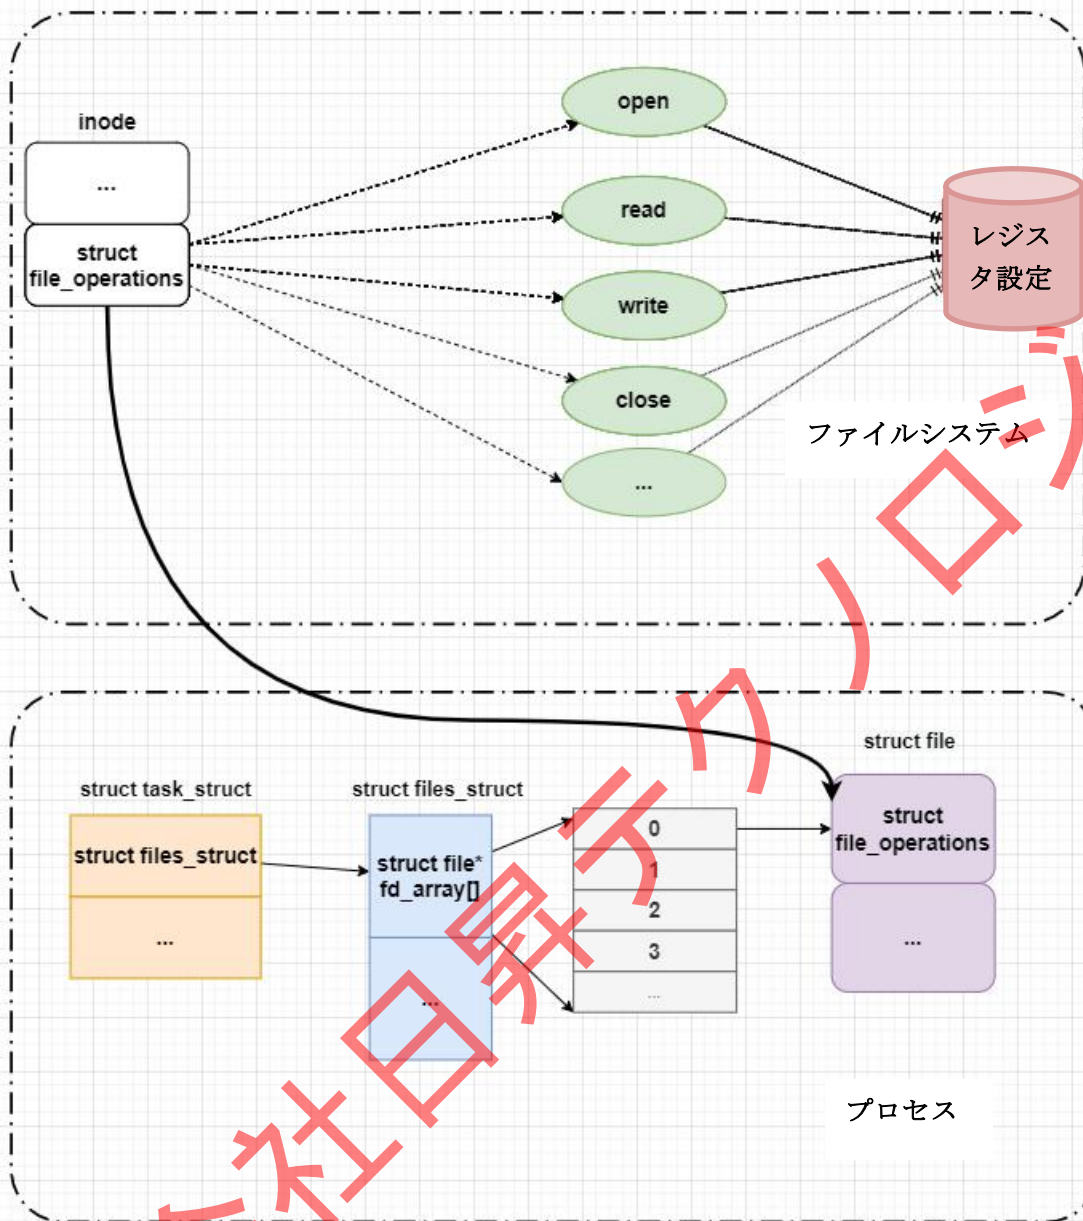 inode
...
struct
file_operations
open
read
write
close
...
レジス
タ設定
ファイルシステム
struct task_struct
struct files_struct
...
struct files_struct
struct file*
fd_array[]
...
0
1
2
3
...
struct file
struct
file_operations
...
プロセス
社日昇テクノロジ